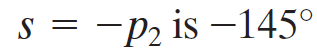 s = −p₂ is −145°